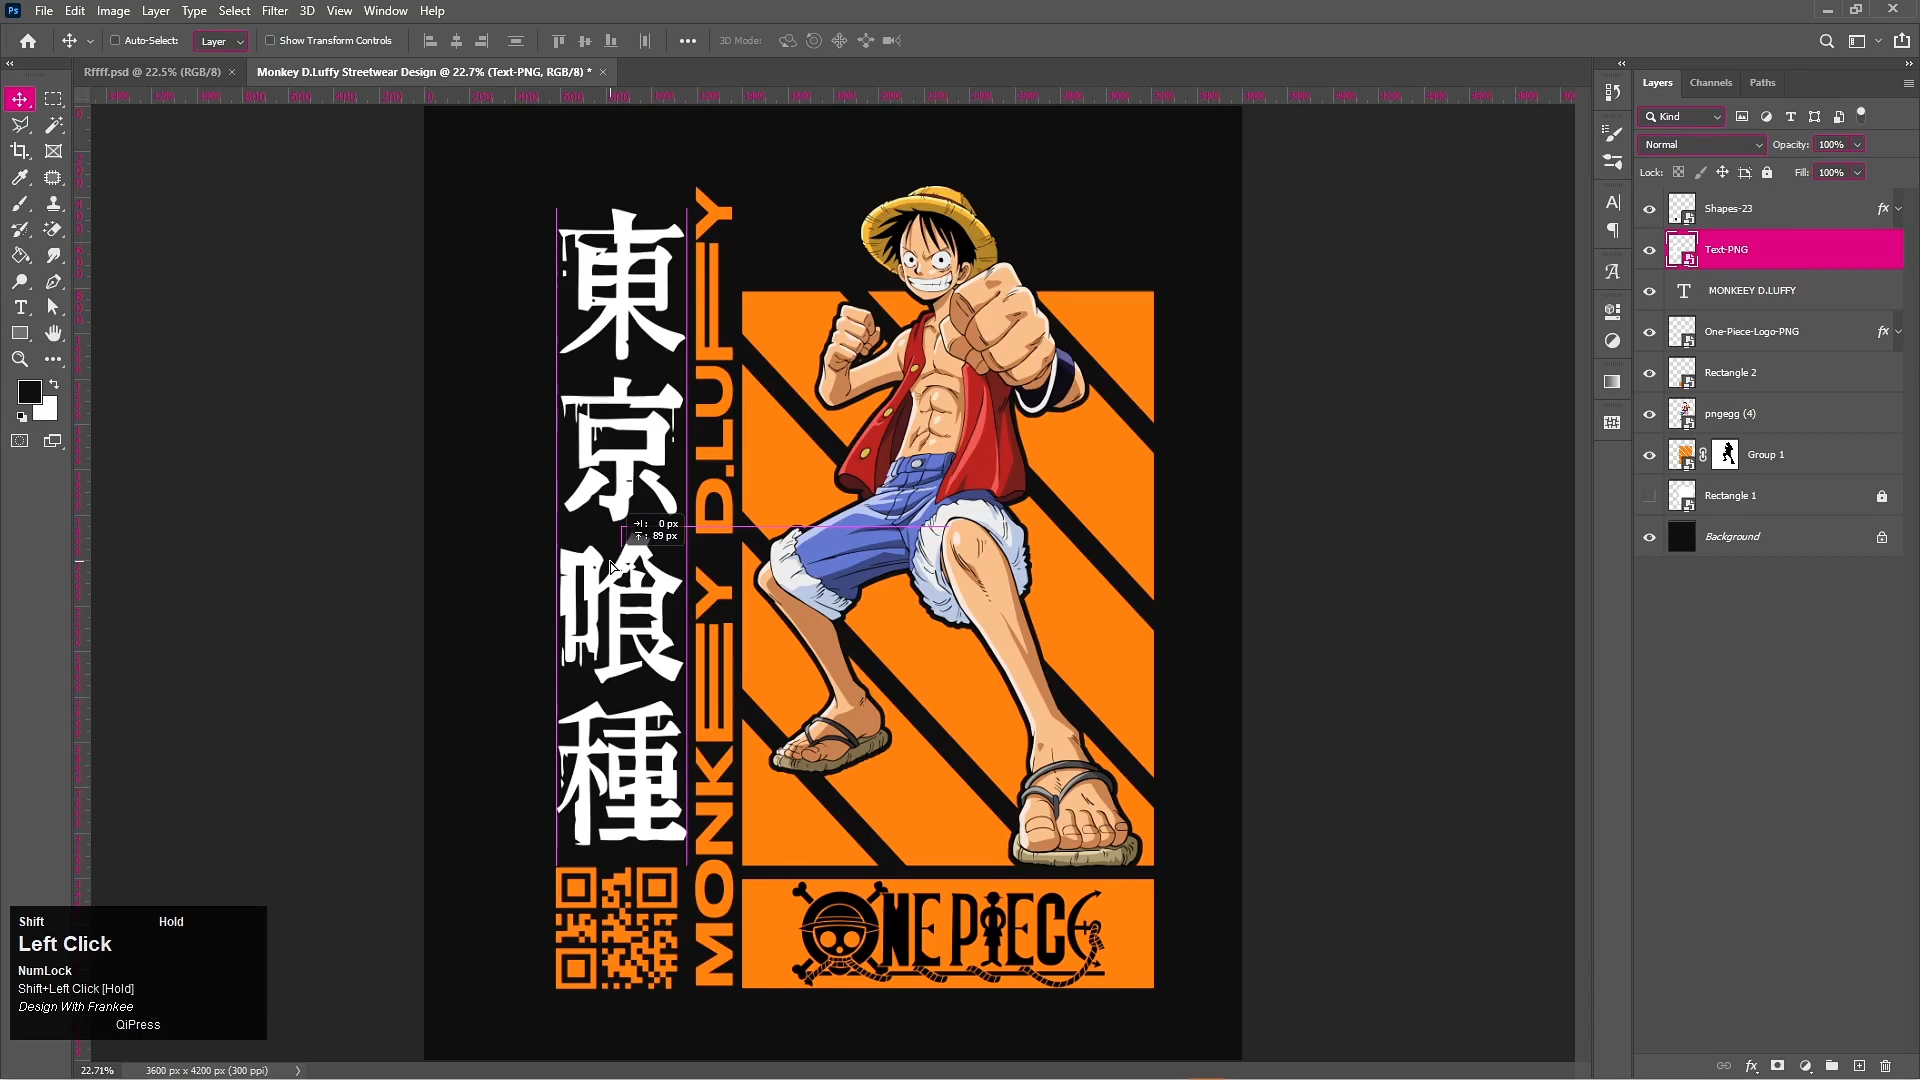 Ps File Edit Image Layer Type Select Filter 3D View Window Help
Auto-Select: Layer Show Transform Controls ••• 3D Mode:
Rffff.psd @ 22.5% (RGB/8) × Monkey D.Luffy Streetwear Design @ 22.7% (Text-PNG, RGB/8) * ×
Layers Channels Paths
Kind
Normal Opacity: 100%
Lock: Fill: 100%
Shapes-23 fx
Text-PNG
MONKEEY D.LUFFY
One-Piece-Logo-PNG fx
Rectangle 2
pngegg (4)
Group 1
Rectangle 1
Background
東京喰種
MONKEEY D.LUFFY
0 px
89 px
ONE PIECE
Shift Hold
Left Click
NumLock
Shift+Left Click [Hold]
Design With Frankee
QiPress
22.71% 3600 px x 4200 px (300 ppi)